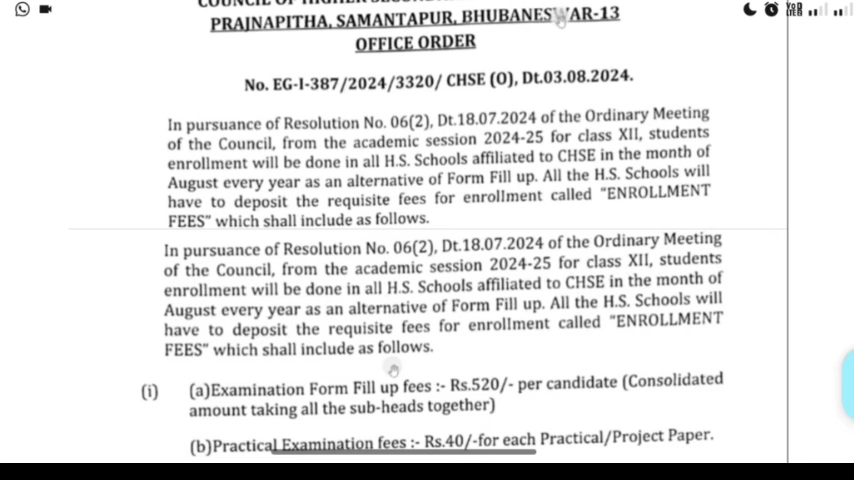 COUNCIL OF HIGHER
PRAJNAPITHA, SAMANTAPUR, BHUBANESWAR-13
OFFICE ORDER
No. EG-I-387/2024/3320/ CHSE (O), Dt.03.08.2024.
In pursuance of Resolution No. 06(2), Dt.18.07.2024 of the Ordinary Meeting
of the Council, from the academic session 2024-25 for class XII, students
enrollment will be done in all H.S. Schools affiliated to CHSE in the month of
August every year as an alternative of Form Fill up. All the H.S. Schools will
have to deposit the requisite fees for enrollment called "ENROLLMENT
FEES" which shall include as follows.
In pursuance of Resolution No. 06(2), Dt.18.07.2024 of the Ordinary Meeting
of the Council, from the academic session 2024-25 for class XII, students
enrollment will be done in all H.S. Schools affiliated to CHSE in the month of
August every year as an alternative of Form Fill up. All the H.S. Schools will
have to deposit the requisite fees for enrollment called "ENROLLMENT
FEES" which shall include as follows.
(i) (a)Examination Form Fill up fees :- Rs.520/- per candidate (Consolidated
amount taking all the sub-heads together)
(b)Practical Examination fees :- Rs.40/-for each Practical/Project Paper.